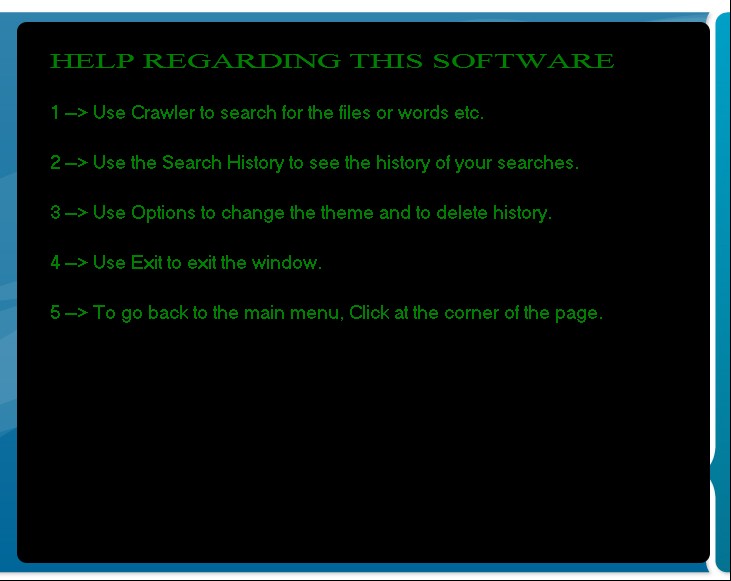 HELP REGARDING THIS SOFTWARE
1 --> Use Crawler to search for the files or words etc.
2 --> Use the Search History to see the history of your searches.
3 --> Use Options to change the theme and to delete history.
4 --> Use Exit to exit the window.
5 --> To go back to the main menu, Click at the corner of the page.